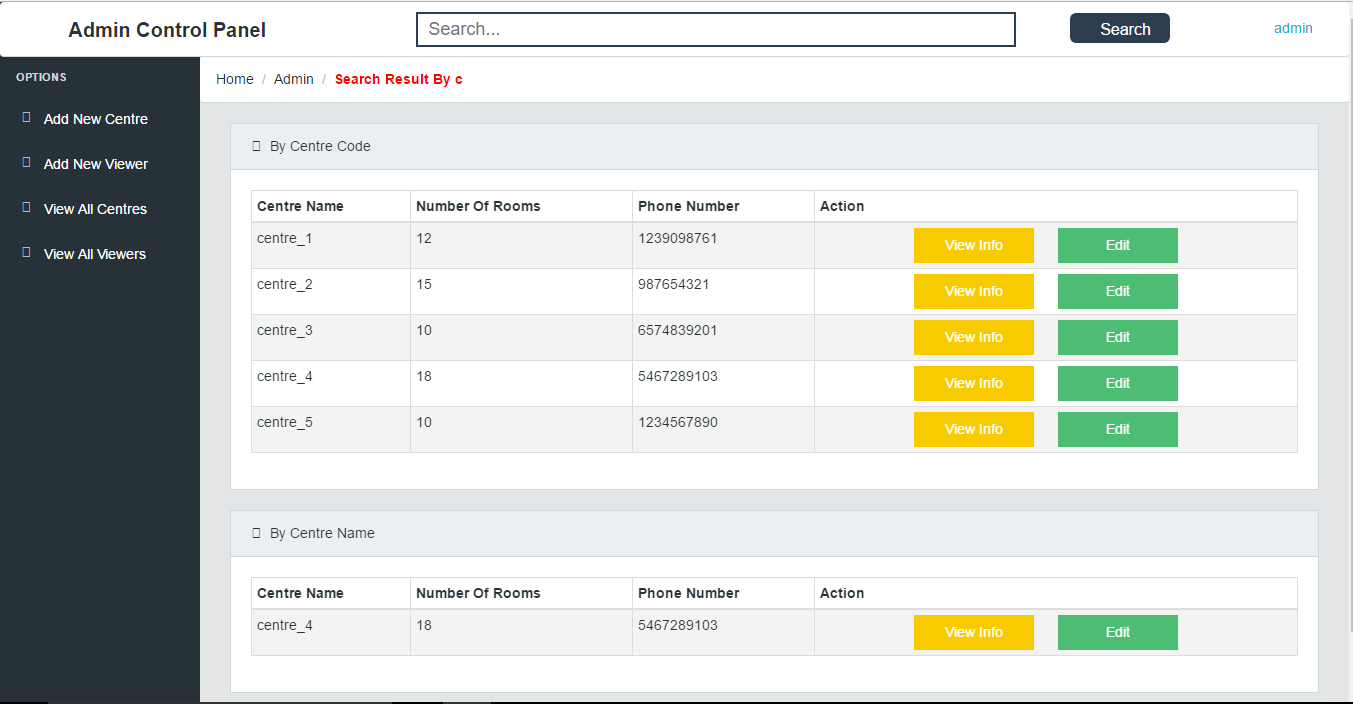 Admin Control Panel Search... Search admin
OPTIONS
Home / Admin / Search Result By c
Add New Centre
Add New Viewer
View All Centres
View All Viewers
By Centre Code
Centre Name Number Of Rooms Phone Number Action
centre_1 12 1239098761 View Info Edit
centre_2 15 987654321 View Info Edit
centre_3 10 6574839201 View Info Edit
centre_4 18 5467289103 View Info Edit
centre_5 10 1234567890 View Info Edit
By Centre Name
Centre Name Number Of Rooms Phone Number Action
centre_4 18 5467289103 View Info Edit